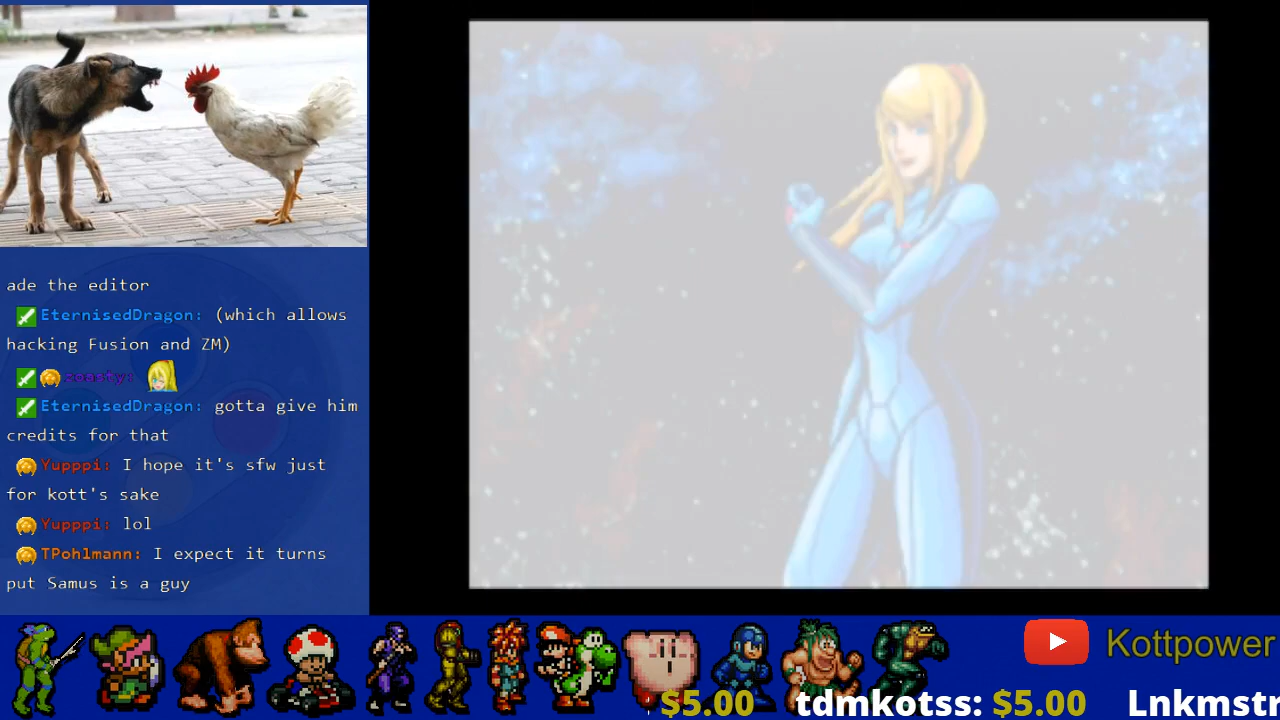 ade the editor
EternisedDragon: (which allows
hacking Fusion and ZM)
roasty:
EternisedDragon: gotta give him
credits for that
Yupppi: I hope it's sfw just
for kott's sake
Yupppi: lol
TPohlmann: I expect it turns
put Samus is a guy
Kottpower
$5.00 tdmkotss: $5.00 Lnkmstr